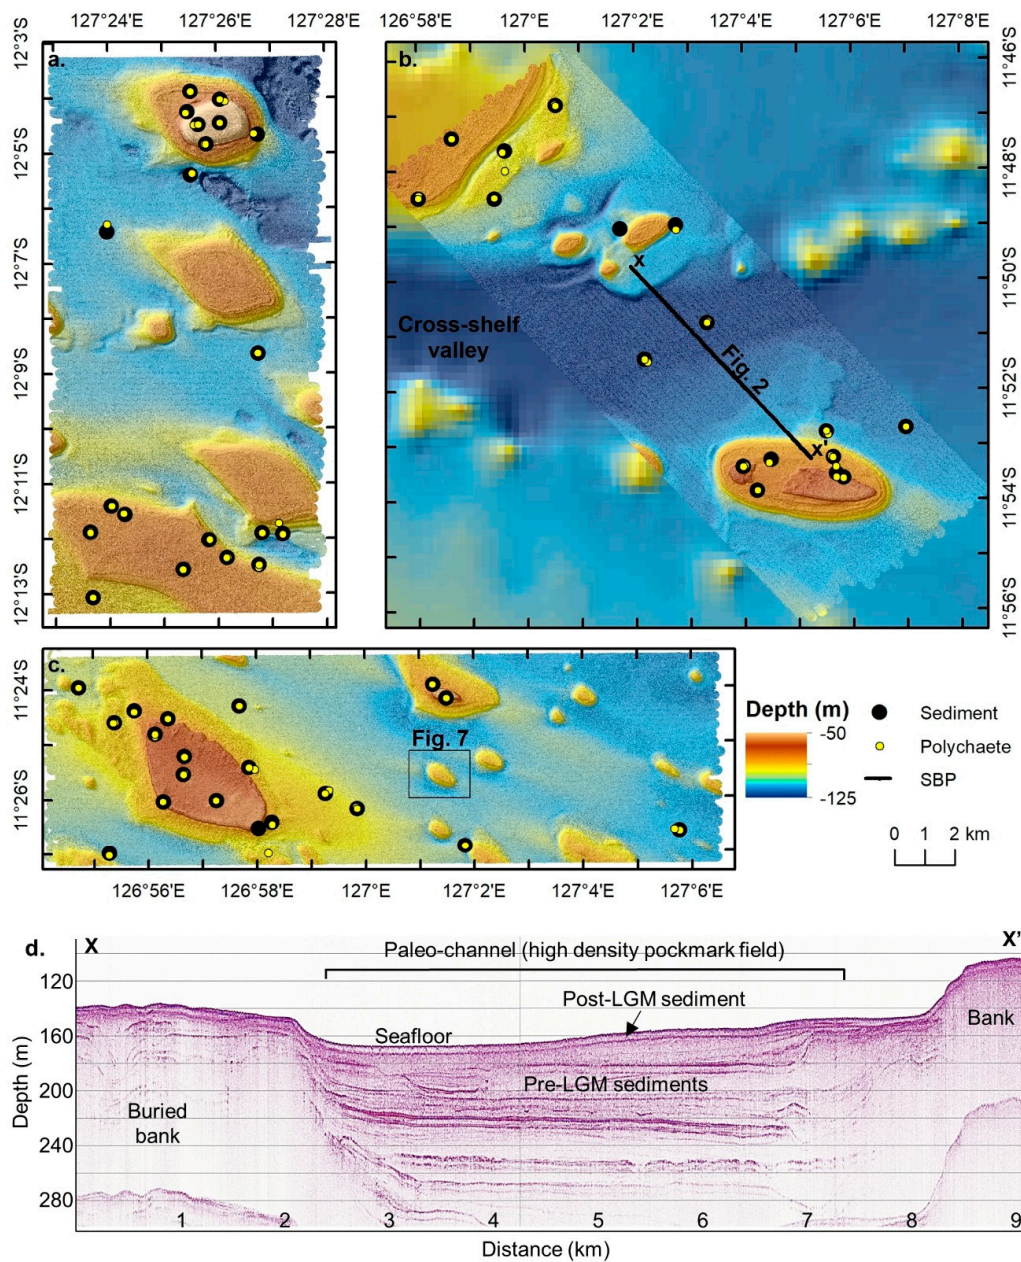 127°24'E 127°26'E 127°28'E 126°58'E 127°0'E 127°2'E 127°4'E 127°6'E 127°8'E
12°3'S
12°5'S
12°7'S
12°9'S
12°11'S
12°13'S
a.
b.
11°46'S
11°48'S
11°50'S
11°52'S
11°54'S
11°56'S
x
Cross-shelf
valley
Fig. 2
x'
c.
11°24'S
11°26'S
Fig. 7
126°56'E 126°58'E 127°0'E 127°2'E 127°4'E 127°6'E
Depth (m)
-50
-125
Sediment
Polychaete
SBP
0 1 2 km
d.
X
X'
Paleo-channel (high density pockmark field)
Post-LGM sediment
Seafloor
Bank
Pre-LGM sediments
Buried
bank
Depth (m)
120
160
200
240
280
1 2 3 4 5 6 7 8 9
Distance (km)